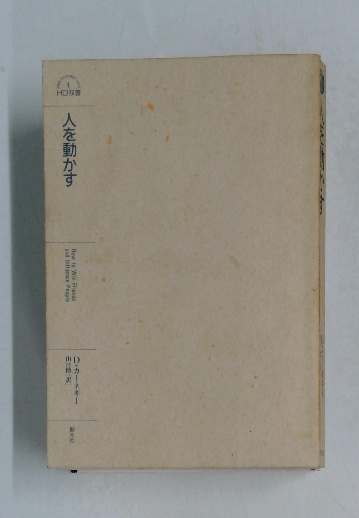 1
HD双書
人を動かす
How to Win Friends
and Influence People
D・カーネギー
山口博 訳
創元社